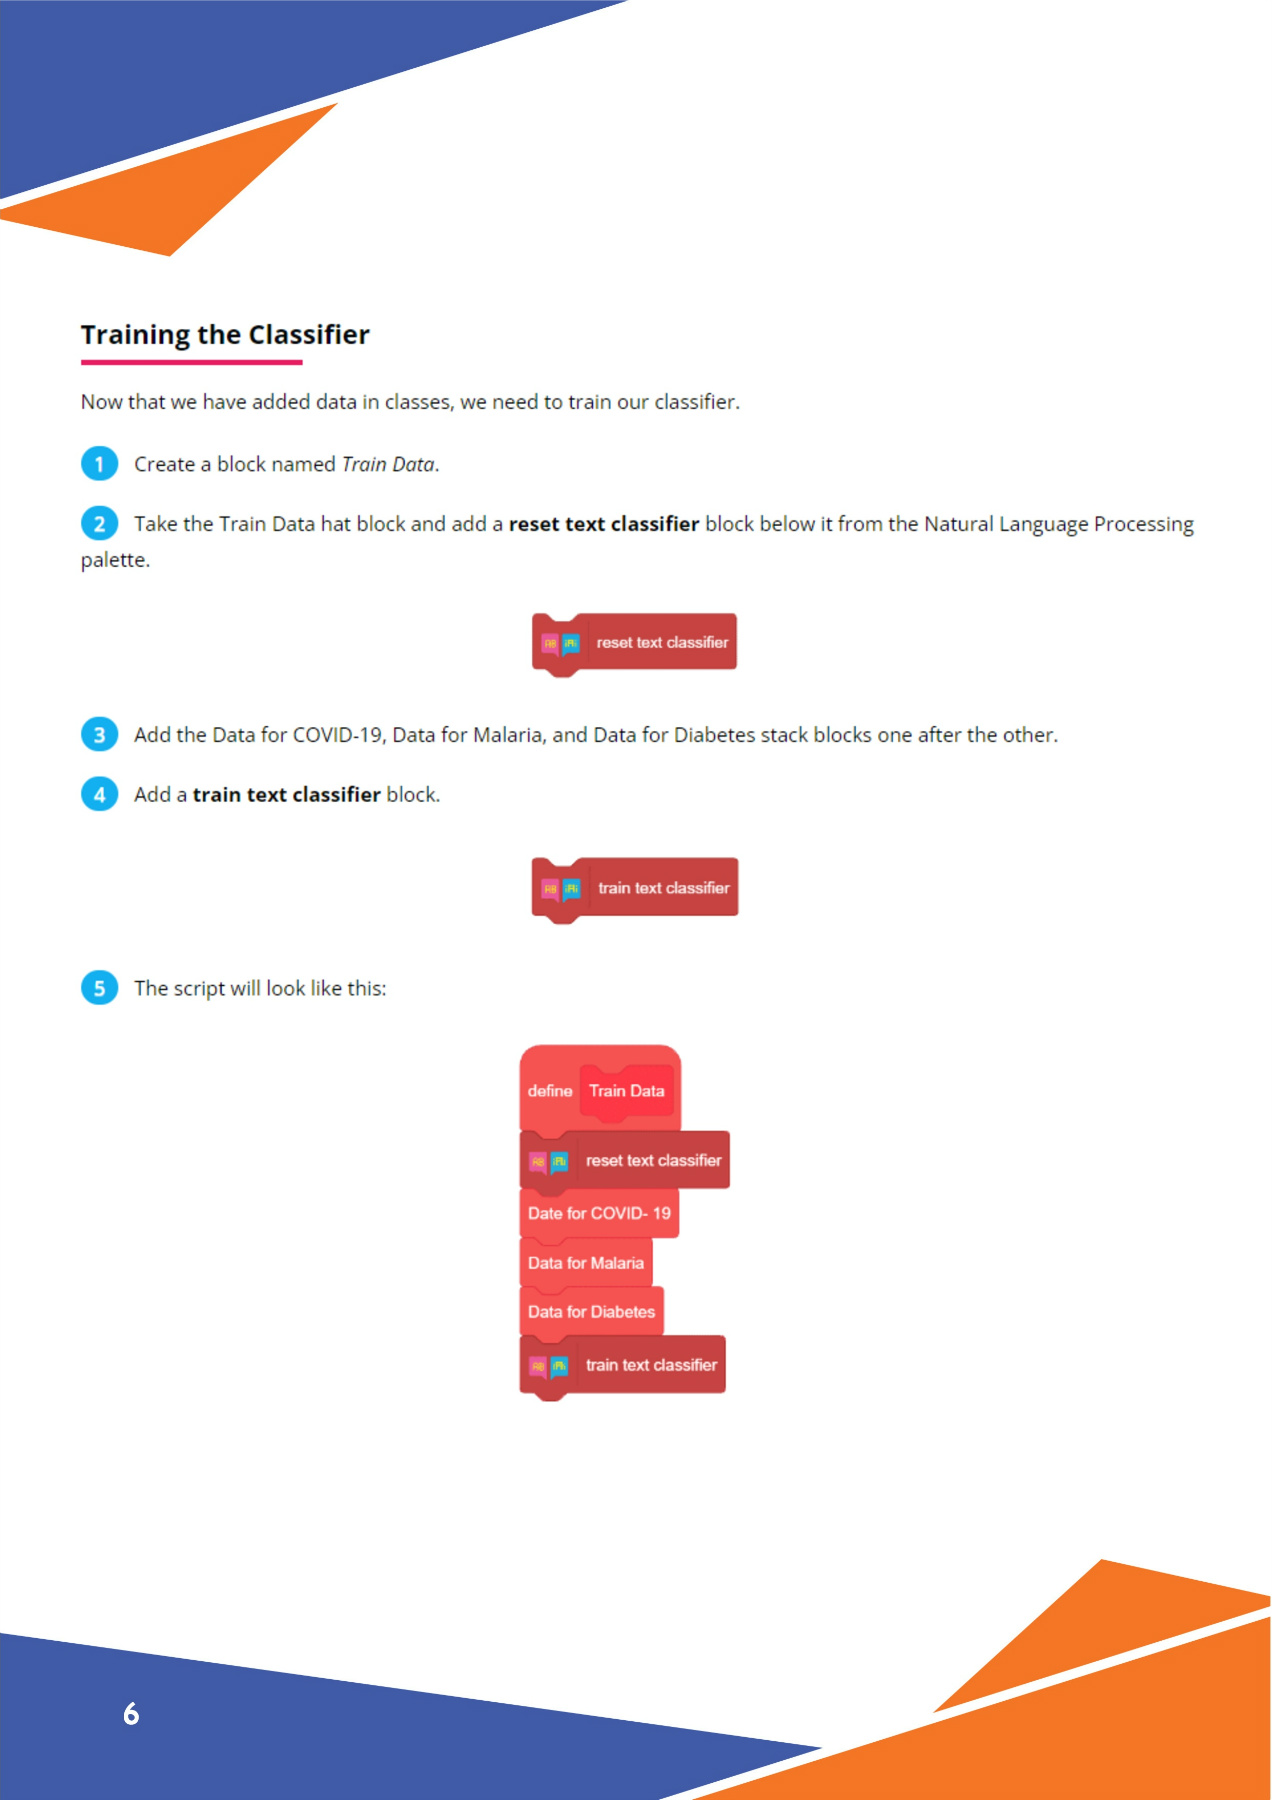 Training the Classifier
Now that we have added data in classes, we need to train our classifier.
1 Create a block named Train Data.
2 Take the Train Data hat block and add a reset text classifier block below it from the Natural Language Processing
palette.
reset text classifier
3 Add the Data for COVID-19, Data for Malaria, and Data for Diabetes stack blocks one after the other.
4 Add a train text classifier block.
train text classifier
5 The script will look like this:
define Train Data
reset text classifier
Date for COVID- 19
Data for Malaria
Data for Diabetes
train text classifier
6